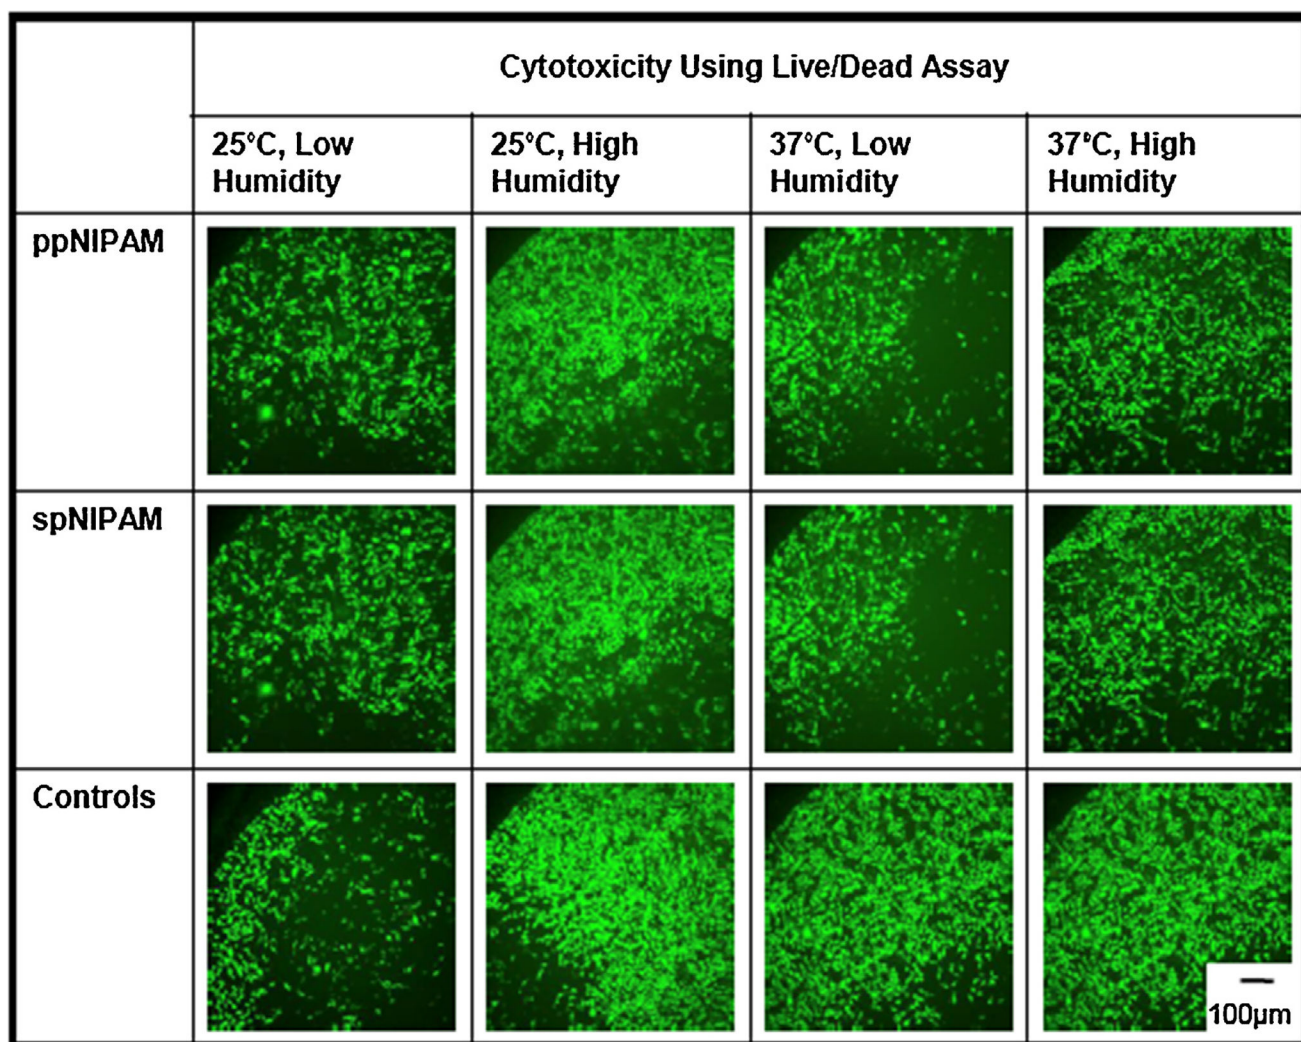 Cytotoxicity Using Live/Dead Assay
25°C, Low
Humidity
25°C, High
Humidity
37°C, Low
Humidity
37°C, High
Humidity
ppNIPAM
spNIPAM
Controls
100µm